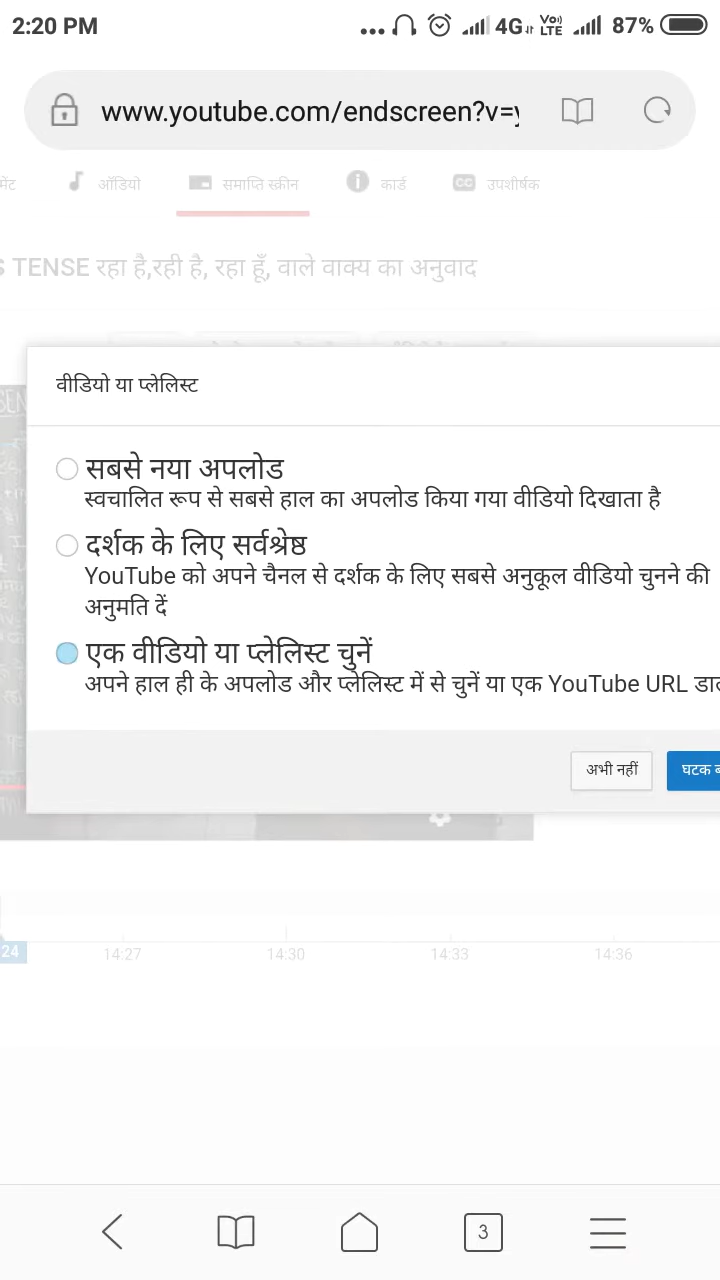 2:20 PM
4G
Vo)
LTE
87%
www.youtube.com/endscreen?v=
ऑडियो
समाप्ति स्क्रीन
कार्ड
CC
उपशीर्षक
S TENSE रहा है,रही है, रहा हूँ, वाले वाक्य का अनुवाद
वीडियो या प्लेलिस्ट
सबसे नया अपलोड
स्वचालित रूप से सबसे हाल का अपलोड किया गया वीडियो दिखाता है
दर्शक के लिए सर्वश्रेष्ठ
YouTube को अपने चैनल से दर्शक के लिए सबसे अनुकूल वीडियो चुनने की
अनुमति दें
एक वीडियो या प्लेलिस्ट चुनें
अपने हाल ही के अपलोड और प्लेलिस्ट में से चुनें या एक YouTube URL
अभी नहीं
घटक
24
14:27
14:30
14:33
14:36
3